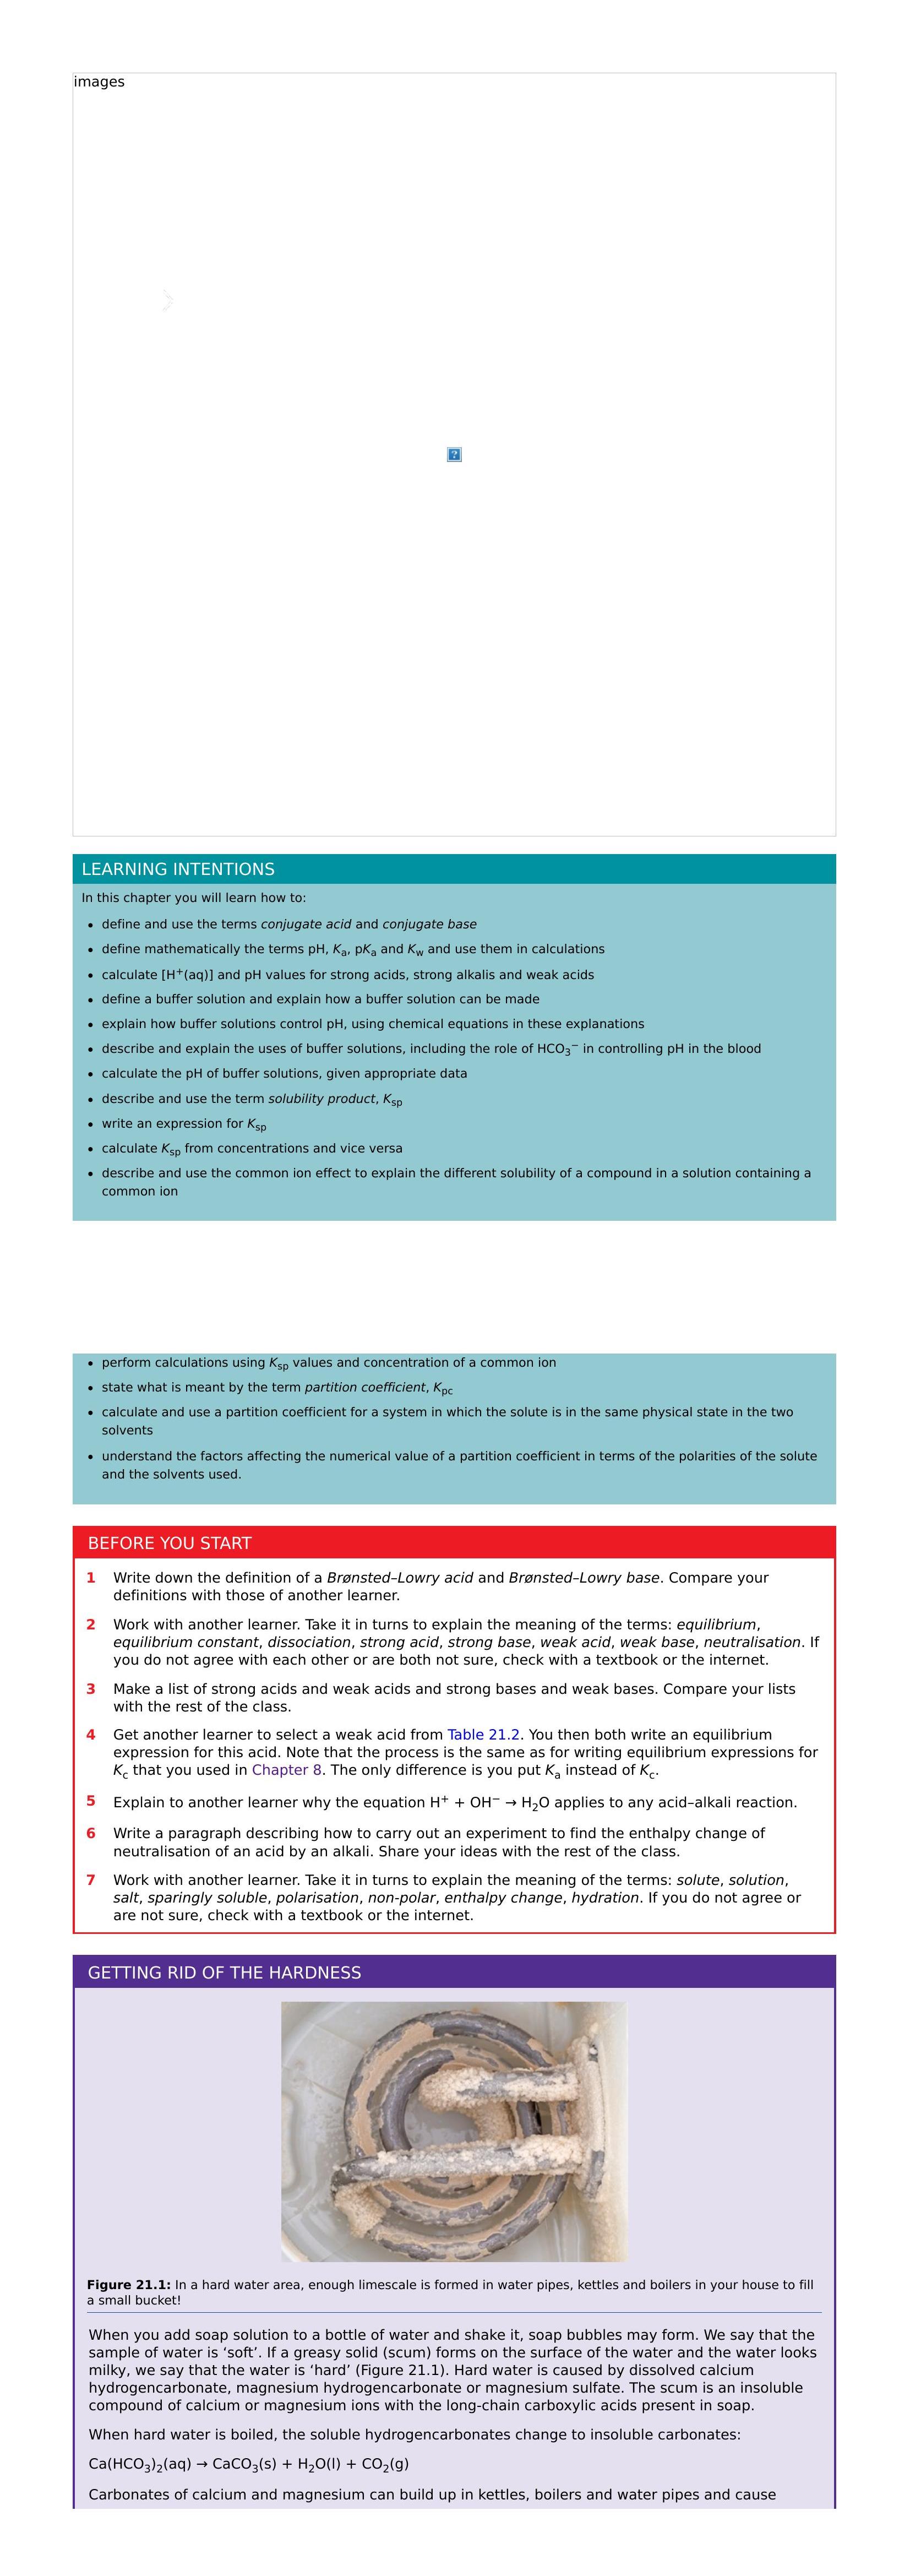 images
LEARNING INTENTIONS
In this chapter you will learn how to:
• define and use the terms conjugate acid and conjugate base
• define mathematically the terms pH, Kₐ, pKₐ and K_w and use them in calculations
• calculate [H⁺(aq)] and pH values for strong acids, strong alkalis and weak acids
• define a buffer solution and explain how a buffer solution can be made
• explain how buffer solutions control pH, using chemical equations in these explanations
• describe and explain the uses of buffer solutions, including the role of HCO₃⁻ in controlling pH in the blood
• calculate the pH of buffer solutions, given appropriate data
• describe and use the term solubility product, Kₛₚ
• write an expression for Kₛₚ
• calculate Kₛₚ from concentrations and vice versa
• describe and use the common ion effect to explain the different solubility of a compound in a solution containing a
common ion
• perform calculations using Kₛₚ values and concentration of a common ion
• state what is meant by the term partition coefficient, K_pc
• calculate and use a partition coefficient for a system in which the solute is in the same physical state in the two
solvents
• understand the factors affecting the numerical value of a partition coefficient in terms of the polarities of the solute
and the solvents used.
BEFORE YOU START
1 Write down the definition of a Brønsted–Lowry acid and Brønsted–Lowry base. Compare your
definitions with those of another learner.
2 Work with another learner. Take it in turns to explain the meaning of the terms: equilibrium,
equilibrium constant, dissociation, strong acid, strong base, weak acid, weak base, neutralisation. If
you do not agree with each other or are both not sure, check with a textbook or the internet.
3 Make a list of strong acids and weak acids and strong bases and weak bases. Compare your lists
with the rest of the class.
4 Get another learner to select a weak acid from Table 21.2. You then both write an equilibrium
expression for this acid. Note that the process is the same as for writing equilibrium expressions for
K_c that you used in Chapter 8. The only difference is you put Kₐ instead of K_c.
5 Explain to another learner why the equation H⁺ + OH⁻ → H₂O applies to any acid–alkali reaction.
6 Write a paragraph describing how to carry out an experiment to find the enthalpy change of
neutralisation of an acid by an alkali. Share your ideas with the rest of the class.
7 Work with another learner. Take it in turns to explain the meaning of the terms: solute, solution,
salt, sparingly soluble, polarisation, non-polar, enthalpy change, hydration. If you do not agree or
are not sure, check with a textbook or the internet.
GETTING RID OF THE HARDNESS
Figure 21.1: In a hard water area, enough limescale is formed in water pipes, kettles and boilers in your house to fill
a small bucket!
When you add soap solution to a bottle of water and shake it, soap bubbles may form. We say that the
sample of water is ‘soft’. If a greasy solid (scum) forms on the surface of the water and the water looks
milky, we say that the water is ‘hard’ (Figure 21.1). Hard water is caused by dissolved calcium
hydrogencarbonate, magnesium hydrogencarbonate or magnesium sulfate. The scum is an insoluble
compound of calcium or magnesium ions with the long-chain carboxylic acids present in soap.
When hard water is boiled, the soluble hydrogencarbonates change to insoluble carbonates:
Ca(HCO₃)₂(aq) → CaCO₃(s) + H₂O(l) + CO₂(g)
Carbonates of calcium and magnesium can build up in kettles, boilers and water pipes and cause